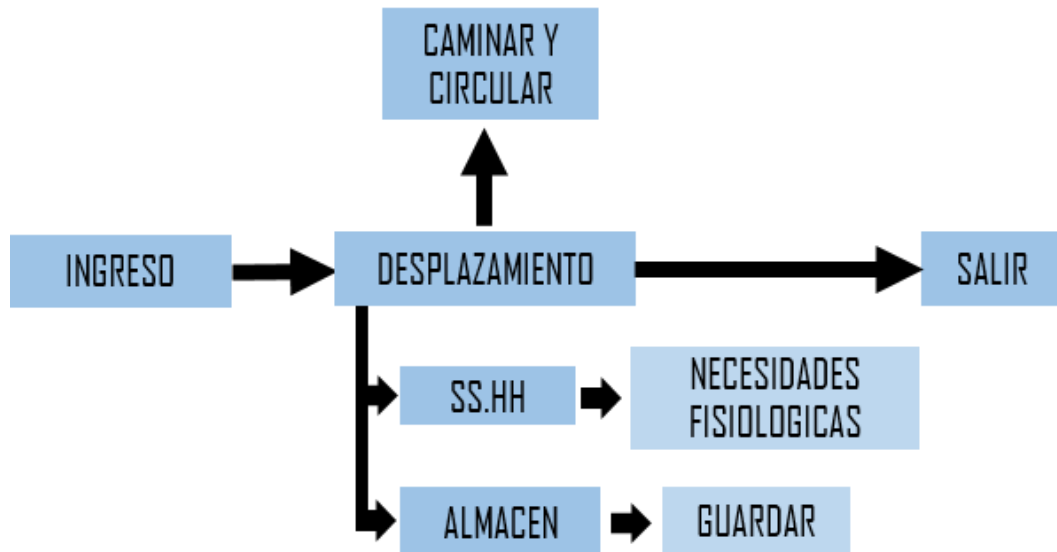 CAMINAR Y
CIRCULAR
INGRESO
DESPLAZAMIENTO
SALIR
SS.HH
NECESIDADES
FISIOLOGICAS
ALMACEN
GUARDAR